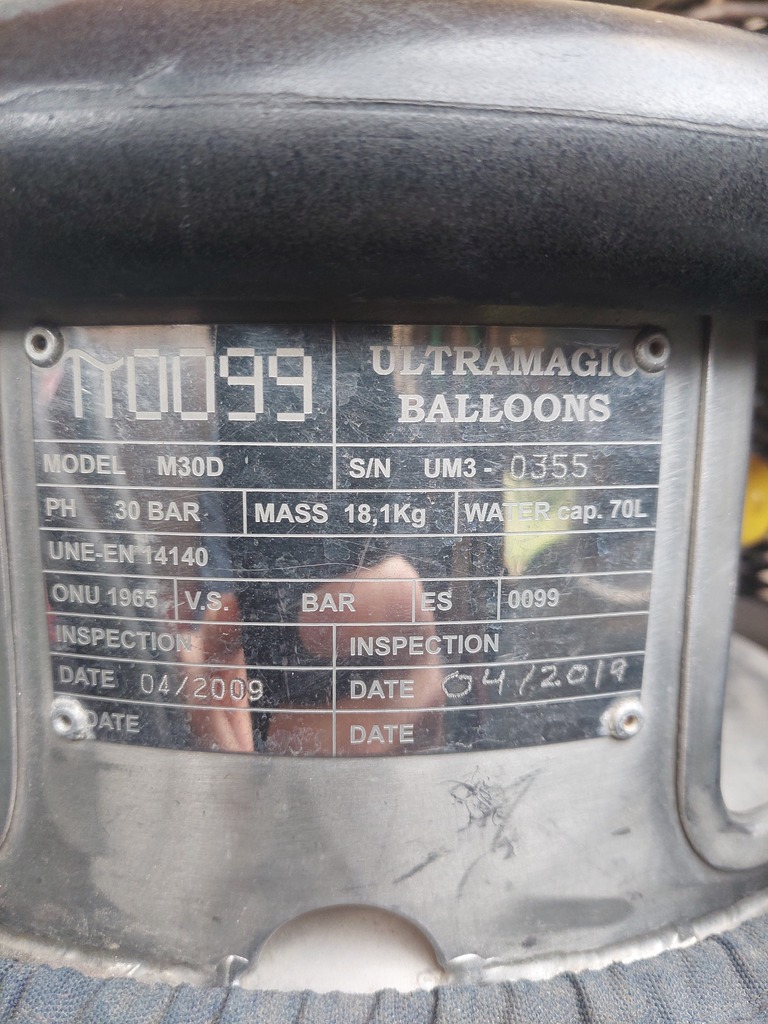 π0099
ULTRAMAGIC
BALLOONS
MODEL M30D
S/N UM3 - 0355
PH 30 BAR
MASS 18,1Kg
WATER cap. 70L
UNE-EN 14140
ONU 1965
V.S. BAR
ES
0099
INSPECTION
INSPECTION
DATE 04/2009
DATE 04/2019
DATE
DATE